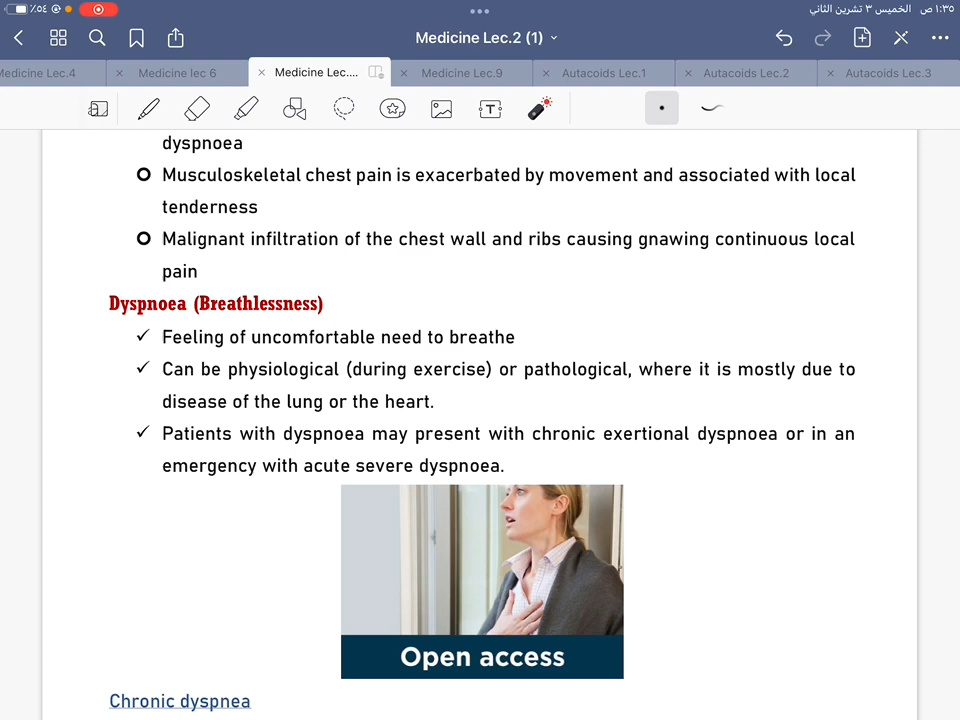 ٪٥٤
١:٣٥ ص الخميس ٣ تشرين الثاني
Medicine Lec.2 (1)
Medicine Lec.4
Medicine lec 6
Medicine Lec....
Medicine Lec.9
Autacoids Lec.1
Autacoids Lec.2
Autacoids Lec.3
dyspnoea
Musculoskeletal chest pain is exacerbated by movement and associated with local
tenderness
Malignant infiltration of the chest wall and ribs causing gnawing continuous local
pain
Dyspnoea (Breathlessness)
Feeling of uncomfortable need to breathe
Can be physiological (during exercise) or pathological, where it is mostly due to
disease of the lung or the heart.
Patients with dyspnoea may present with chronic exertional dyspnoea or in an
emergency with acute severe dyspnoea.
Open access
Chronic dyspnea